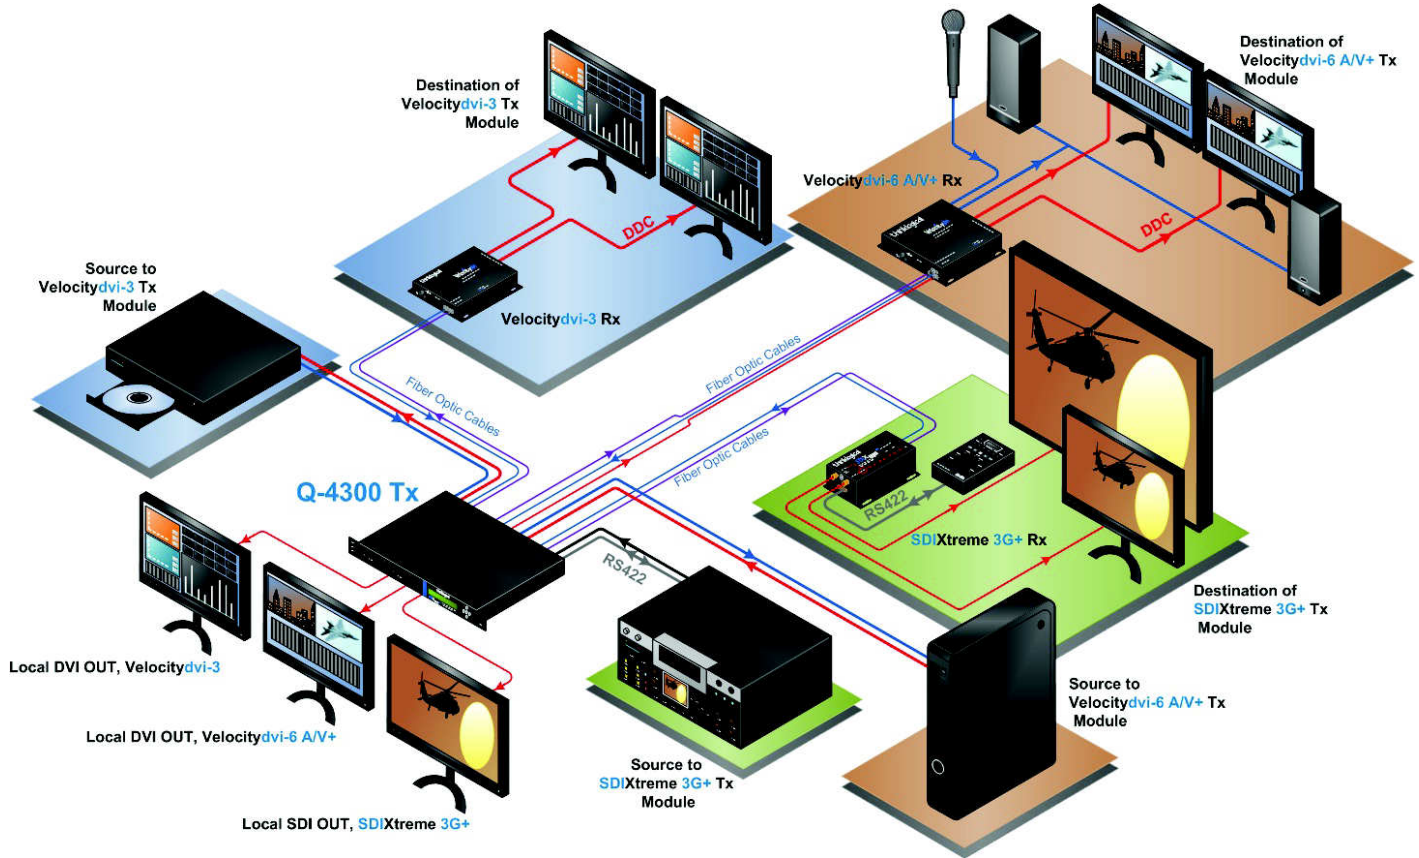 Destination of
Velocitydvi-3 Tx
Module
Destination of
Velocitydvi-6 A/V+ Tx
Module
Velocitydvi-6 A/V+ Rx
DDC
DDC
Source to
Velocitydvi-3 Tx
Module
Velocitydvi-3 Rx
Fiber Optic Cables
Fiber Optic Cables
Fiber Optic Cables
Q-4300 Tx
RS422
SDIXtreme 3G+ Rx
RS422
Destination of
SDIXtreme 3G+ Tx
Module
Local DVI OUT, Velocitydvi-3
Local DVI OUT, Velocitydvi-6 A/V+
Local SDI OUT, SDIXtreme 3G+
Source to
SDIXtreme 3G+ Tx
Module
Source to
Velocitydvi-6 A/V+ Tx
Module